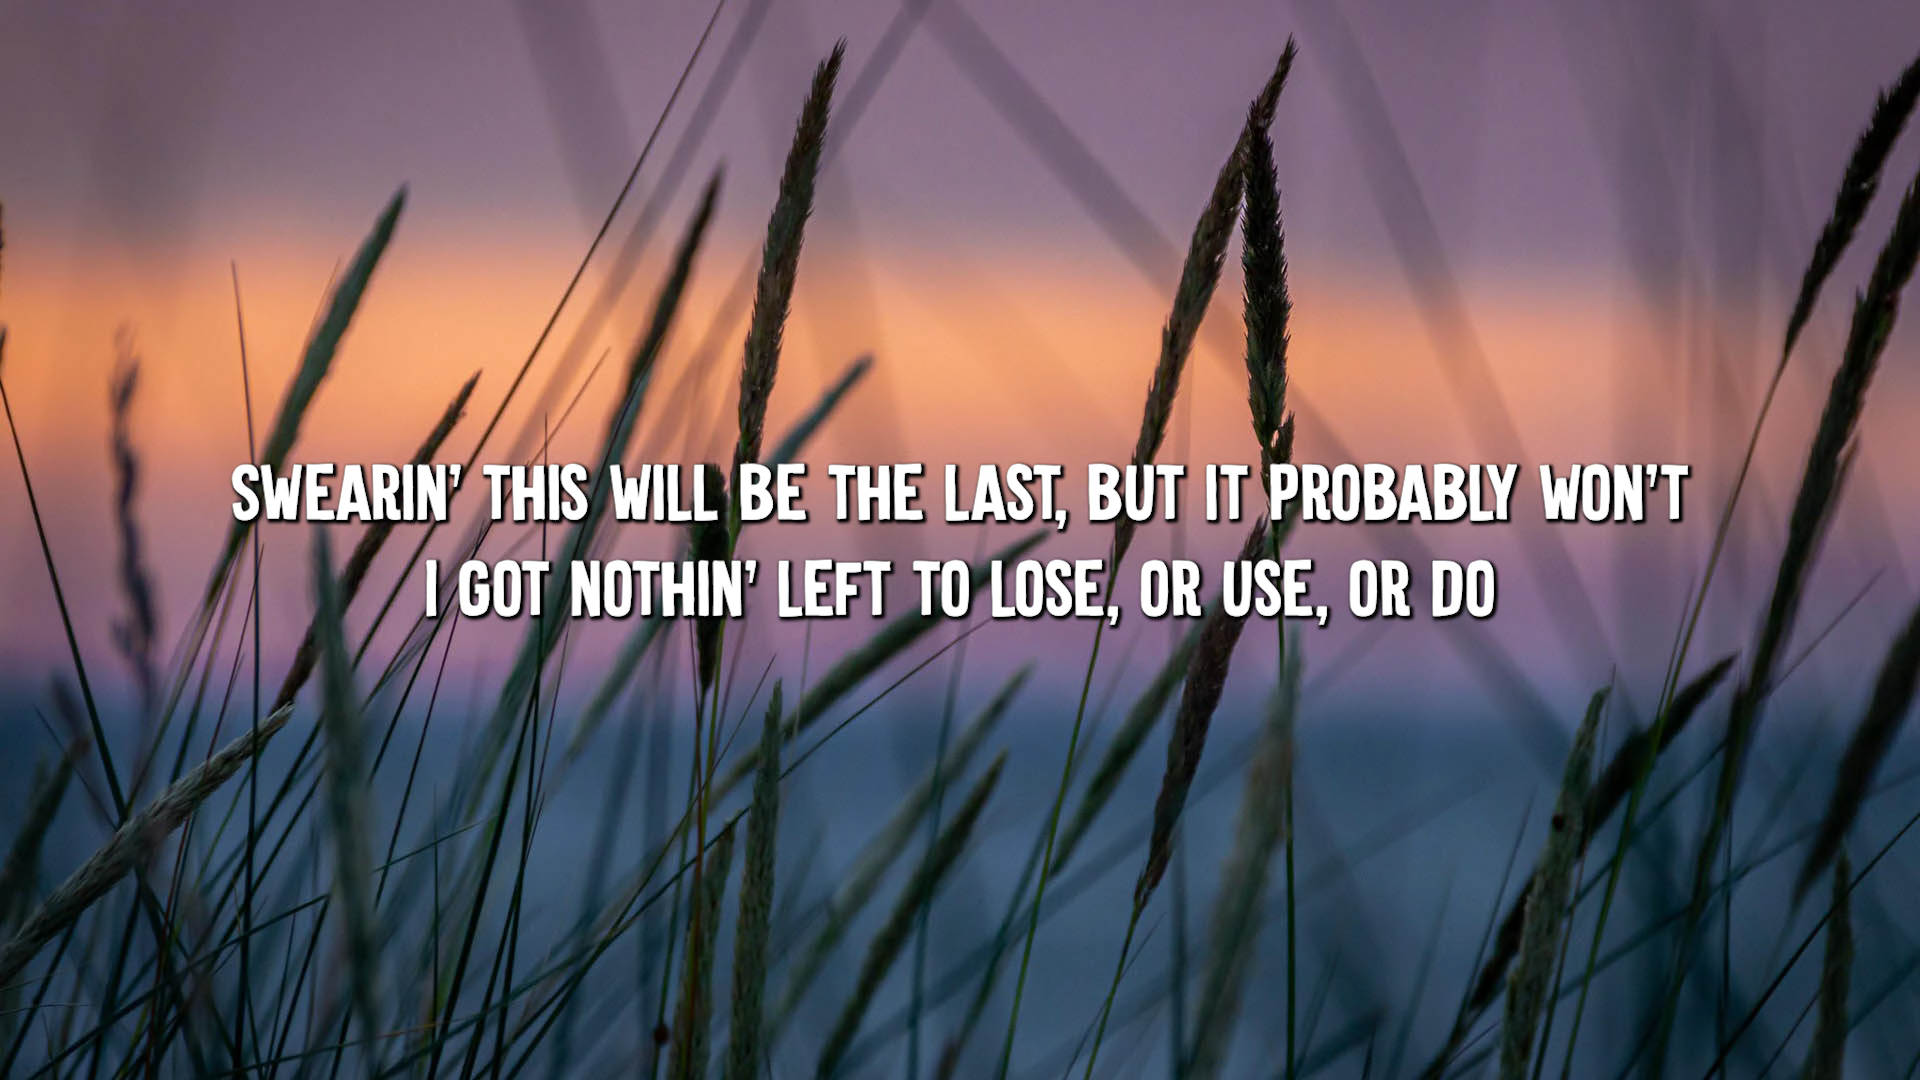 SWEARIN' THIS WILL BE THE LAST, BUT IT PROBABLY WON'T
I GOT NOTHIN' LEFT TO LOSE, OR USE, OR DO